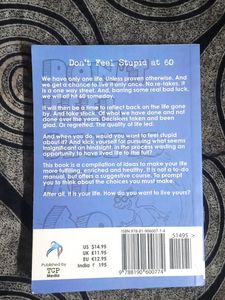 Don't Feel Stupid at 60
We have only one life. Unless proven otherwise. And
we get a chance to live it only once. No re-takes. It
is a one way street. And, barring some real bad luck,
we will all hit 60 someday.
It will then be a time to reflect back on the life gone
by. And take stock. Of what we have done and not
done over the years. Decisions taken and been
glad. Or regretted. The quality of life led.
And when you do, would you want to feel stupid
about it? And kick yourself for pursuing what seems
insignificant on hindsight, in the process wasting an
opportunity to have lived life to the full?
This book is a compilation of ideas to make your life
more fulfilling, enriched and healthy. It is not a to-do
manual, but offers a suggestive course. To prompt
you to think about the choices you must make.
After all, it is your life. How do you want to live yours?
Published by
TCP
Media
US $ 14.95
UK £ 11.95
EU €12.95
India ₹ 195
51495 >
9 788190 600774